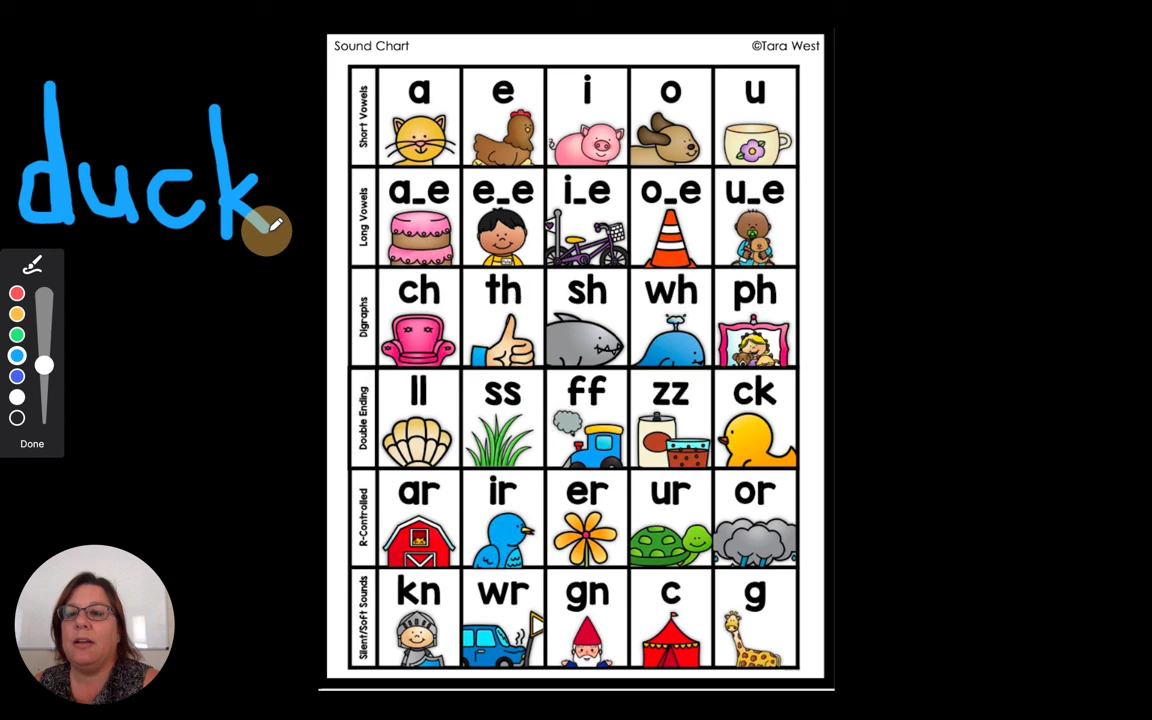 Sound Chart ©Tara West
duck
Short Vowels a e i o u
Long Vowels a_e e_e i_e o_e u_e
Digraphs ch th sh wh ph
Double Ending ll ss ff zz ck
R-Controlled ar ir er ur or
Silent/Soft Sounds kn wr gn c g
Done